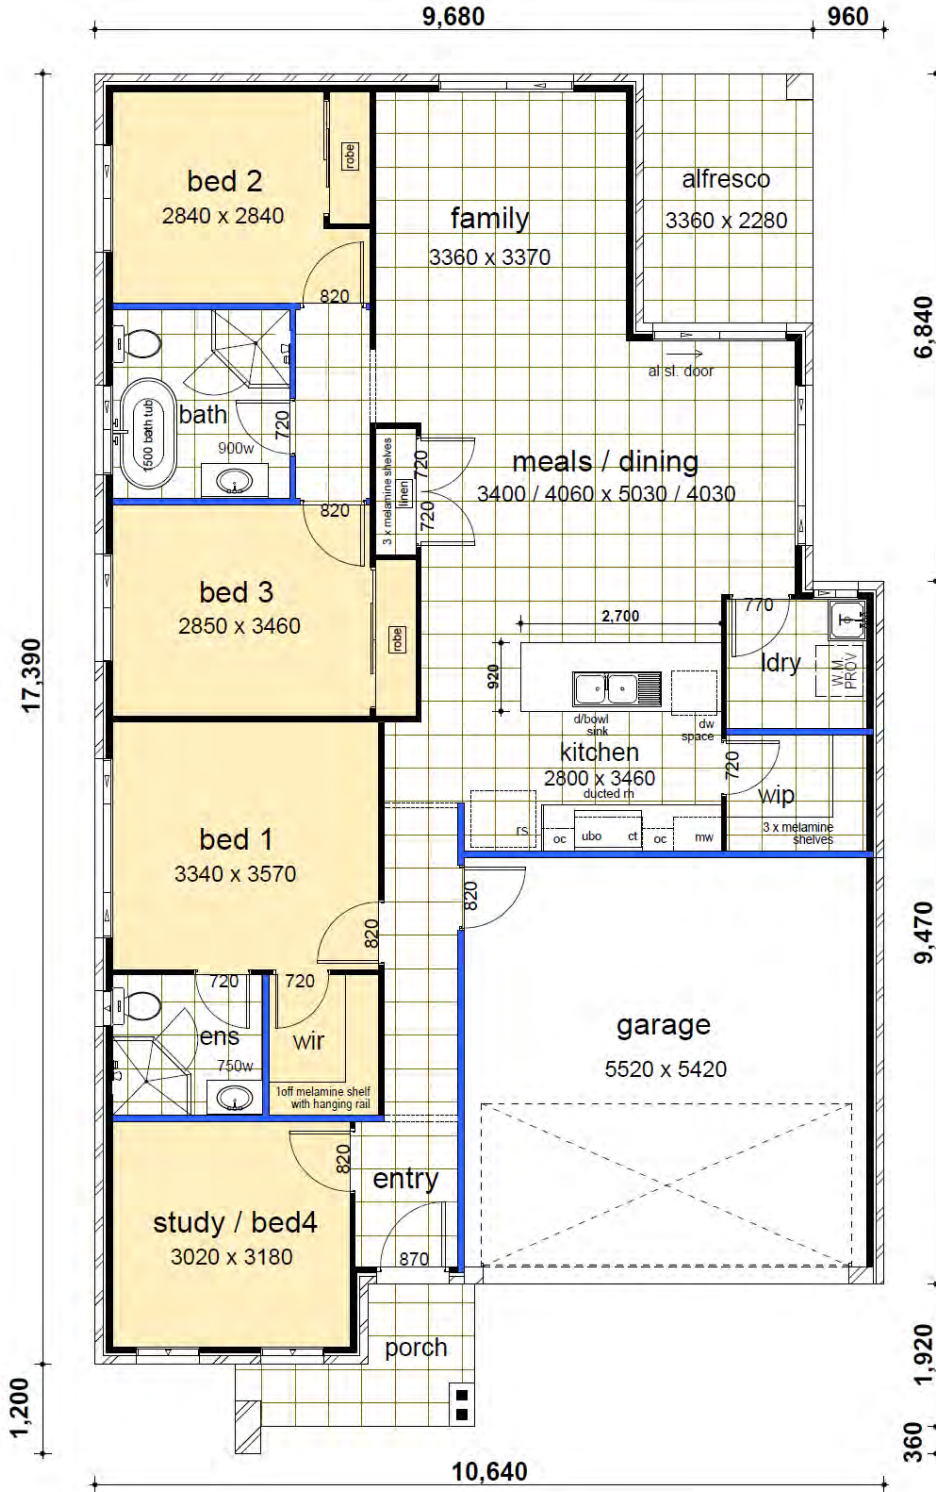 9,680
960
bed 2
2840 x 2840
robe
820
family
3360 x 3370
alfresco
3360 x 2280
6,840
al sl. door
bath
1500 bath tub
900w
720
820
3 x melamine shelves
linen
720
720
meals / dining
3400 / 4060 x 5030 / 4030
bed 3
2850 x 3460
robe
17,390
2,700
920
770
ldry
W.M.
PROV
d/bowl
sink
dw
space
kitchen
2800 x 3460
ducted rh
720
wip
3 x melamine
shelves
rs
oc
ubo
ct
oc
mw
bed 1
3340 x 3570
820
820
9,470
720
720
ens
750w
wir
1off melamine shelf
with hanging rail
garage
5520 x 5420
820
entry
study / bed4
3020 x 3180
870
porch
1,200
1,920
360
10,640